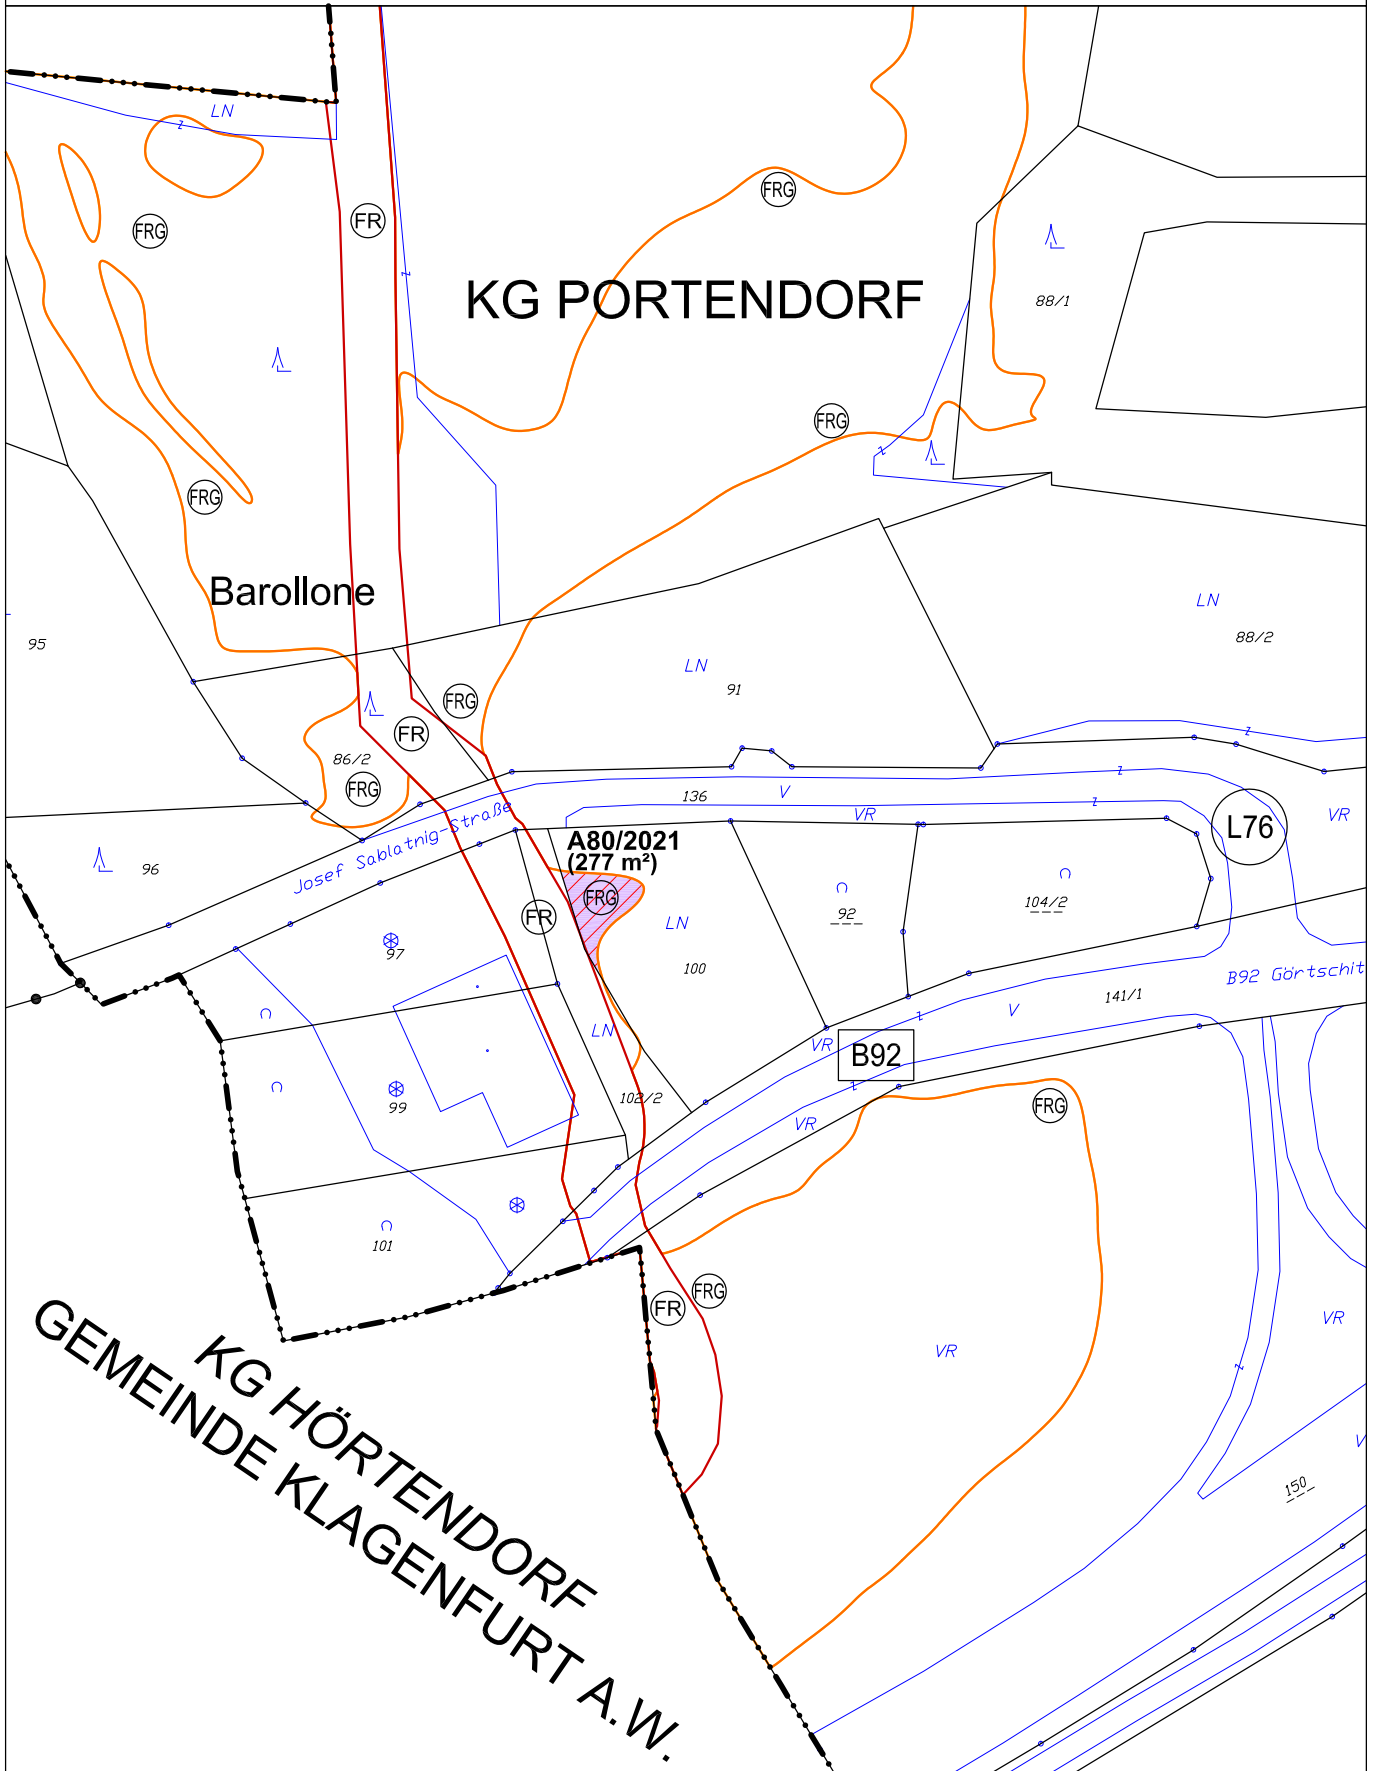 LN
z
FRG
FR
FRG
88/1
KG PORTENDORF
z
FRG
z
FRG
Barollone
95
LN
88/2
LN
91
FRG
FR
z
86/2
FRG
136
V
z
z
VR
L76
VR
Josef Sablatnig-Straße
A80/2021
(277 m²)
96
FRG
FR
92
104/2
LN
97
100
B92 Görtschit
141/1
V
z
LN
VR
B92
z
99
102/2
FRG
VR
101
FRG
FR
VR
VR
z
KG HÖRTENDORF
GEMEINDE KLAGENFURT A.W.
V
150